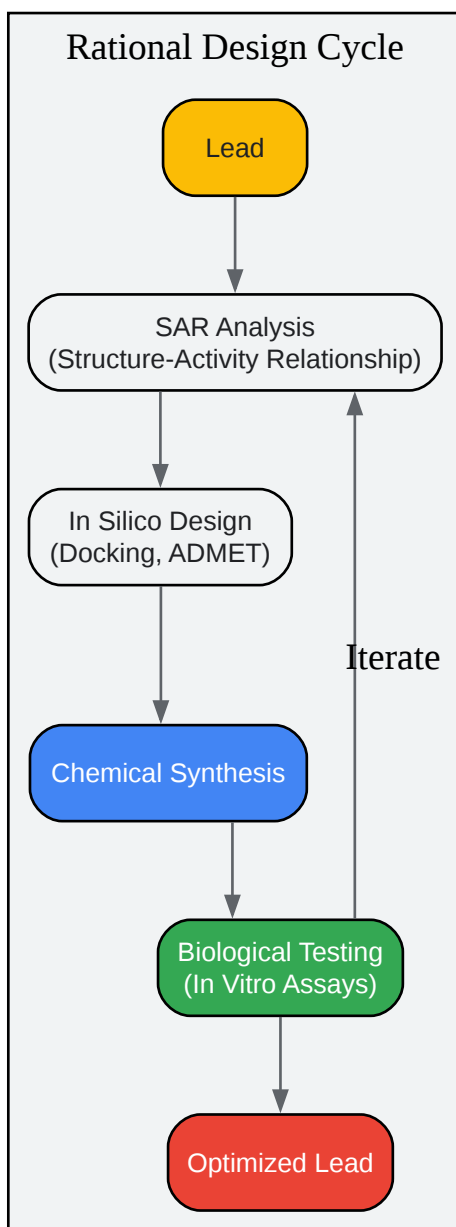 Rational Design Cycle
Lead
SAR Analysis
(Structure-Activity Relationship)
In Silico Design
(Docking, ADMET)
Iterate
Chemical Synthesis
Biological Testing
(In Vitro Assays)
Optimized Lead